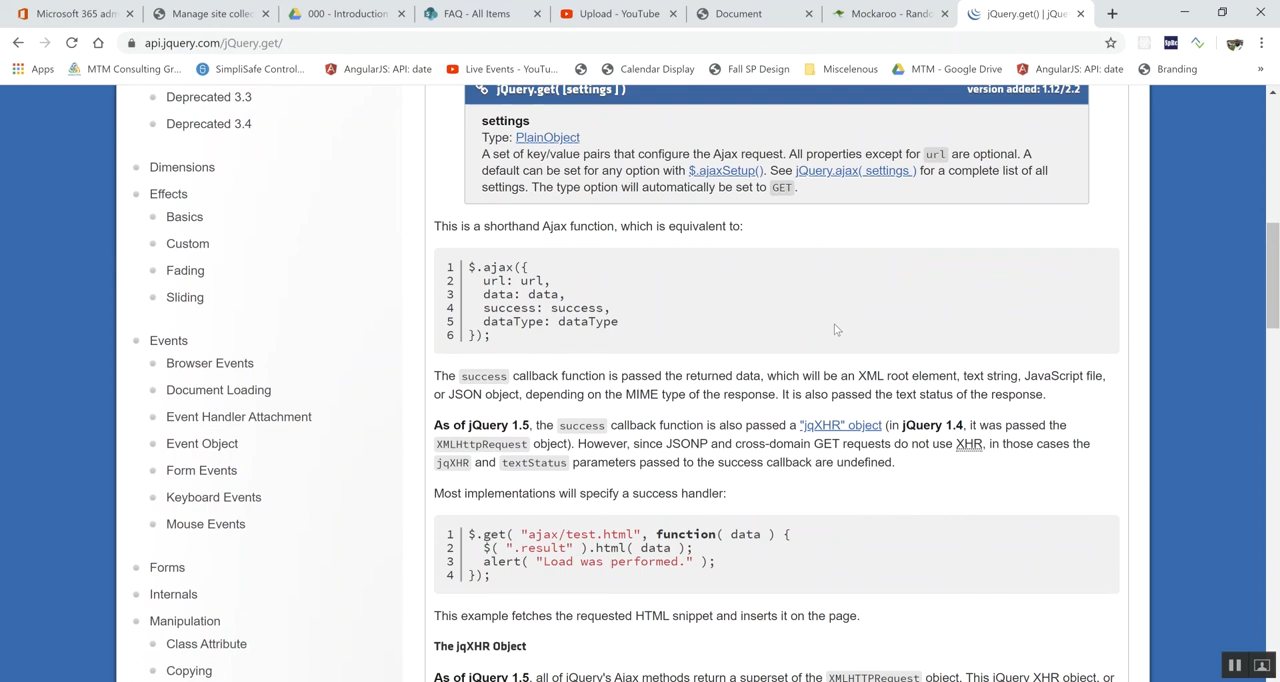 Microsoft 365 adm
Manage site collec
000 - Introduction
FAQ - All Items
Upload - YouTube
Document
Mockaroo - Rando
jQuery.get() | jQue
api.jquery.com/jQuery.get/
Apps
MTM Consulting Gr...
SimpliSafe Control...
AngularJS: API: date
Live Events - YouTu...
Calendar Display
Fall SP Design
Miscelenous
MTM - Google Drive
AngularJS: API: date
Branding
»
Deprecated 3.3
Deprecated 3.4
Dimensions
Effects
Basics
Custom
Fading
Sliding
Events
Browser Events
Document Loading
Event Handler Attachment
Event Object
Form Events
Keyboard Events
Mouse Events
Forms
Internals
Manipulation
Class Attribute
Copying
jQuery.get( [settings ] ) version added: 1.12/2.2
settings
Type: PlainObject
A set of key/value pairs that configure the Ajax request. All properties except for url are optional. A
default can be set for any option with $.ajaxSetup(). See jQuery.ajax( settings ) for a complete list of all
settings. The type option will automatically be set to GET.
This is a shorthand Ajax function, which is equivalent to:
1 $.ajax({
2 url: url,
3 data: data,
4 success: success,
5 dataType: dataType
6 });
The success callback function is passed the returned data, which will be an XML root element, text string, JavaScript file,
or JSON object, depending on the MIME type of the response. It is also passed the text status of the response.
As of jQuery 1.5, the success callback function is also passed a "jqXHR" object (in jQuery 1.4, it was passed the
XMLHttpRequest object). However, since JSONP and cross-domain GET requests do not use XHR, in those cases the
jqXHR and textStatus parameters passed to the success callback are undefined.
Most implementations will specify a success handler:
1 $.get( "ajax/test.html", function( data ) {
2 $( ".result" ).html( data );
3 alert( "Load was performed." );
4 });
This example fetches the requested HTML snippet and inserts it on the page.
The jqXHR Object
As of jQuery 1.5, all of jQuery's Ajax methods return a superset of the XMLHTTPRequest object. This jQuery XHR object, or